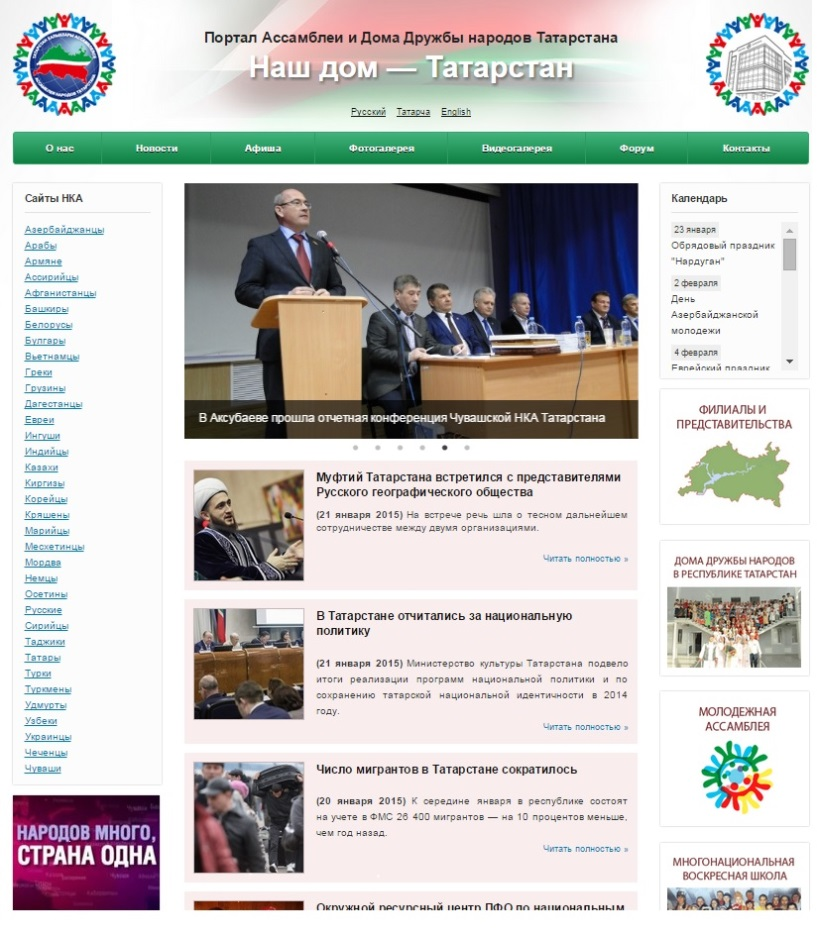 Портал Ассамблеи и Дома Дружбы народов Татарстана
Наш дом — Татарстан
Русский Татарча English
О нас Новости Афиша Фотогалерея Видеогалерея Форум Контакты
Сайты НКА
Азербайджанцы
Арабы
Армяне
Ассирийцы
Афганистанцы
Башкиры
Белорусы
Булгары
Вьетнамцы
Греки
Грузины
Дагестанцы
Евреи
Ингуши
Индийцы
Казахи
Киргизы
Корейцы
Кряшены
Марийцы
Месхетинцы
Мордва
Немцы
Осетины
Русские
Сирийцы
Таджики
Татары
Турки
Туркмены
Удмурты
Узбеки
Украинцы
Чеченцы
Чуваши
НАРОДОВ МНОГО,
СТРАНА ОДНА
В Аксубаеве прошла отчетная конференция Чувашской НКА Татарстана
Муфтий Татарстана встретился с представителями
Русского географического общества
(21 января 2015) На встрече речь шла о тесном дальнейшем
сотрудничестве между двумя организациями.
Читать полностью »
В Татарстане отчитались за национальную
политику
(21 января 2015) Министерство культуры Татарстана подвело
итоги реализации программ национальной политики и по
сохранению татарской национальной идентичности в 2014
году.
Читать полностью »
Число мигрантов в Татарстане сократилось
(20 января 2015) К середине января в республике состоят
на учете в ФМС 26 400 мигрантов — на 10 процентов меньше,
чем год назад.
Читать полностью »
Окружной ресурсный центр ПФО по национальным
Календарь
23 января
Обрядовый праздник
"Нардуган"
2 февраля
День
Азербайджанской
молодежи
4 февраля
Еврейский праздник
ФИЛИАЛЫ И
ПРЕДСТАВИТЕЛЬСТВА
ДОМА ДРУЖБЫ НАРОДОВ
В РЕСПУБЛИКЕ ТАТАРСТАН
МОЛОДЕЖНАЯ
АССАМБЛЕЯ
МНОГОНАЦИОНАЛЬНАЯ
ВОСКРЕСНАЯ ШКОЛА